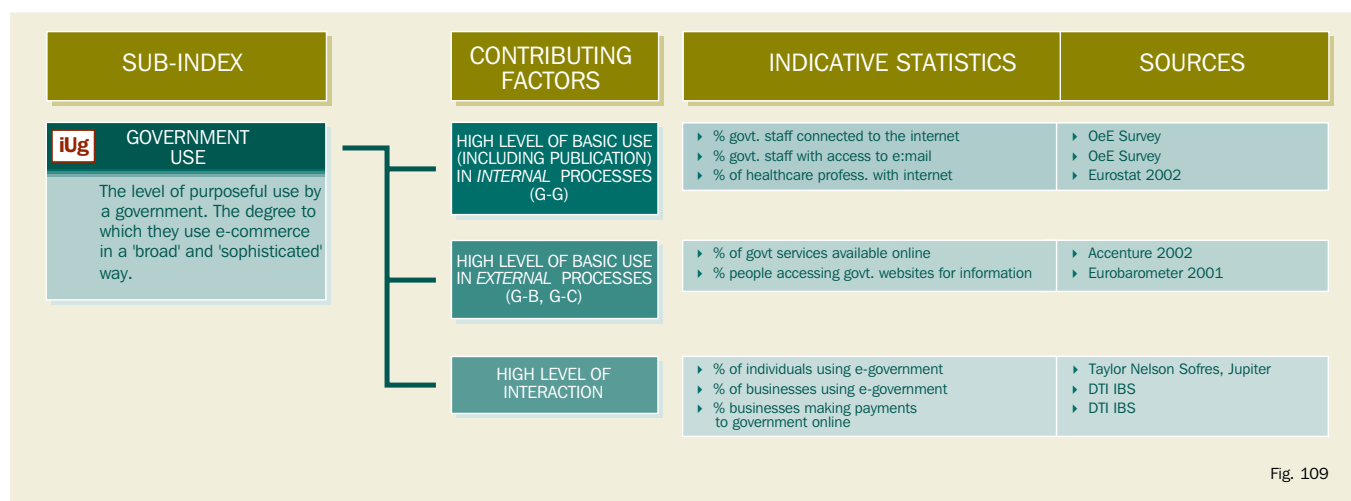 SUB-INDEX
CONTRIBUTING
FACTORS
INDICATIVE STATISTICS
SOURCES
iUg
GOVERNMENT
USE
The level of purposeful use by
a government. The degree to
which they use e-commerce
in a 'broad' and 'sophisticated'
way.
HIGH LEVEL OF BASIC USE
(INCLUDING PUBLICATION)
IN INTERNAL PROCESSES
(G-G)
% govt. staff connected to the internet
% govt. staff with access to e:mail
% of healthcare profess. with internet
OeE Survey
OeE Survey
Eurostat 2002
HIGH LEVEL OF BASIC USE
IN EXTERNAL PROCESSES
(G-B, G-C)
% of govt services available online
% people accessing govt. websites for information
Accenture 2002
Eurobarometer 2001
HIGH LEVEL OF
INTERACTION
% of individuals using e-government
% of businesses using e-government
% businesses making payments
to government online
Taylor Nelson Sofres, Jupiter
DTI IBS
DTI IBS
Fig. 109